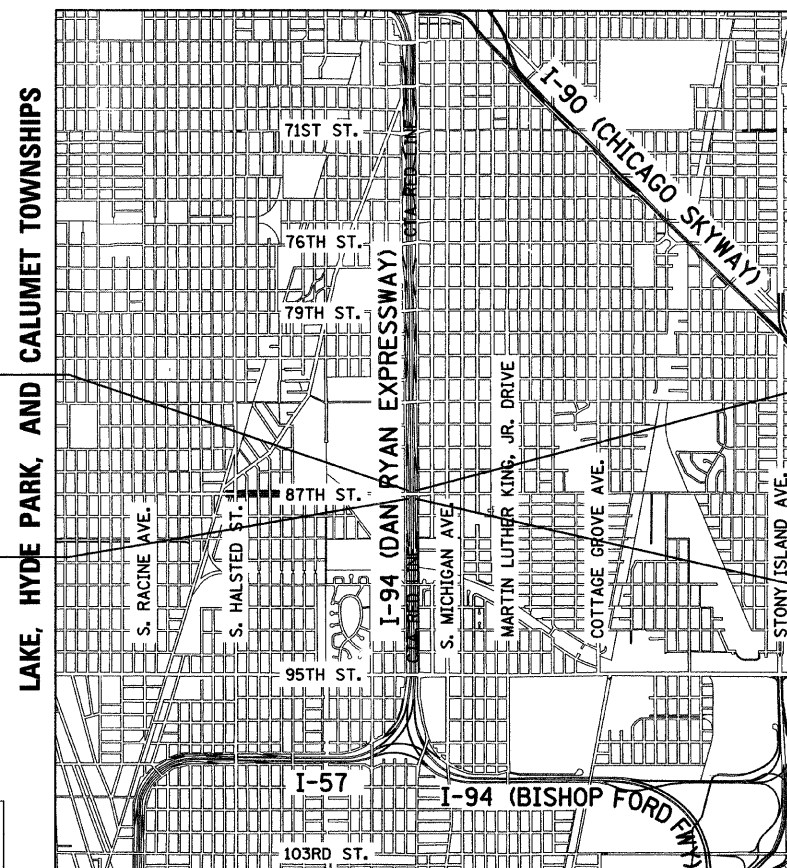 LAKE, HYDE PARK, AND CALUMET TOWNSHIPS
I-90 (CHICAGO SKYWAY)
71ST ST.
CTA RED LINE
76TH ST.
79TH ST.
I-94 (DAN RYAN EXPRESSWAY)
87TH ST.
S. RACINE AVE.
S. HALSTED ST.
S. MICHIGAN AVE.
MARTIN LUTHER KING, JR. DRIVE
COTTAGE GROVE AVE.
STONY ISLAND AVE.
CTA RED LINE
95TH ST.
I-57
I-94 (BISHOP FORD FWY)
103RD ST.